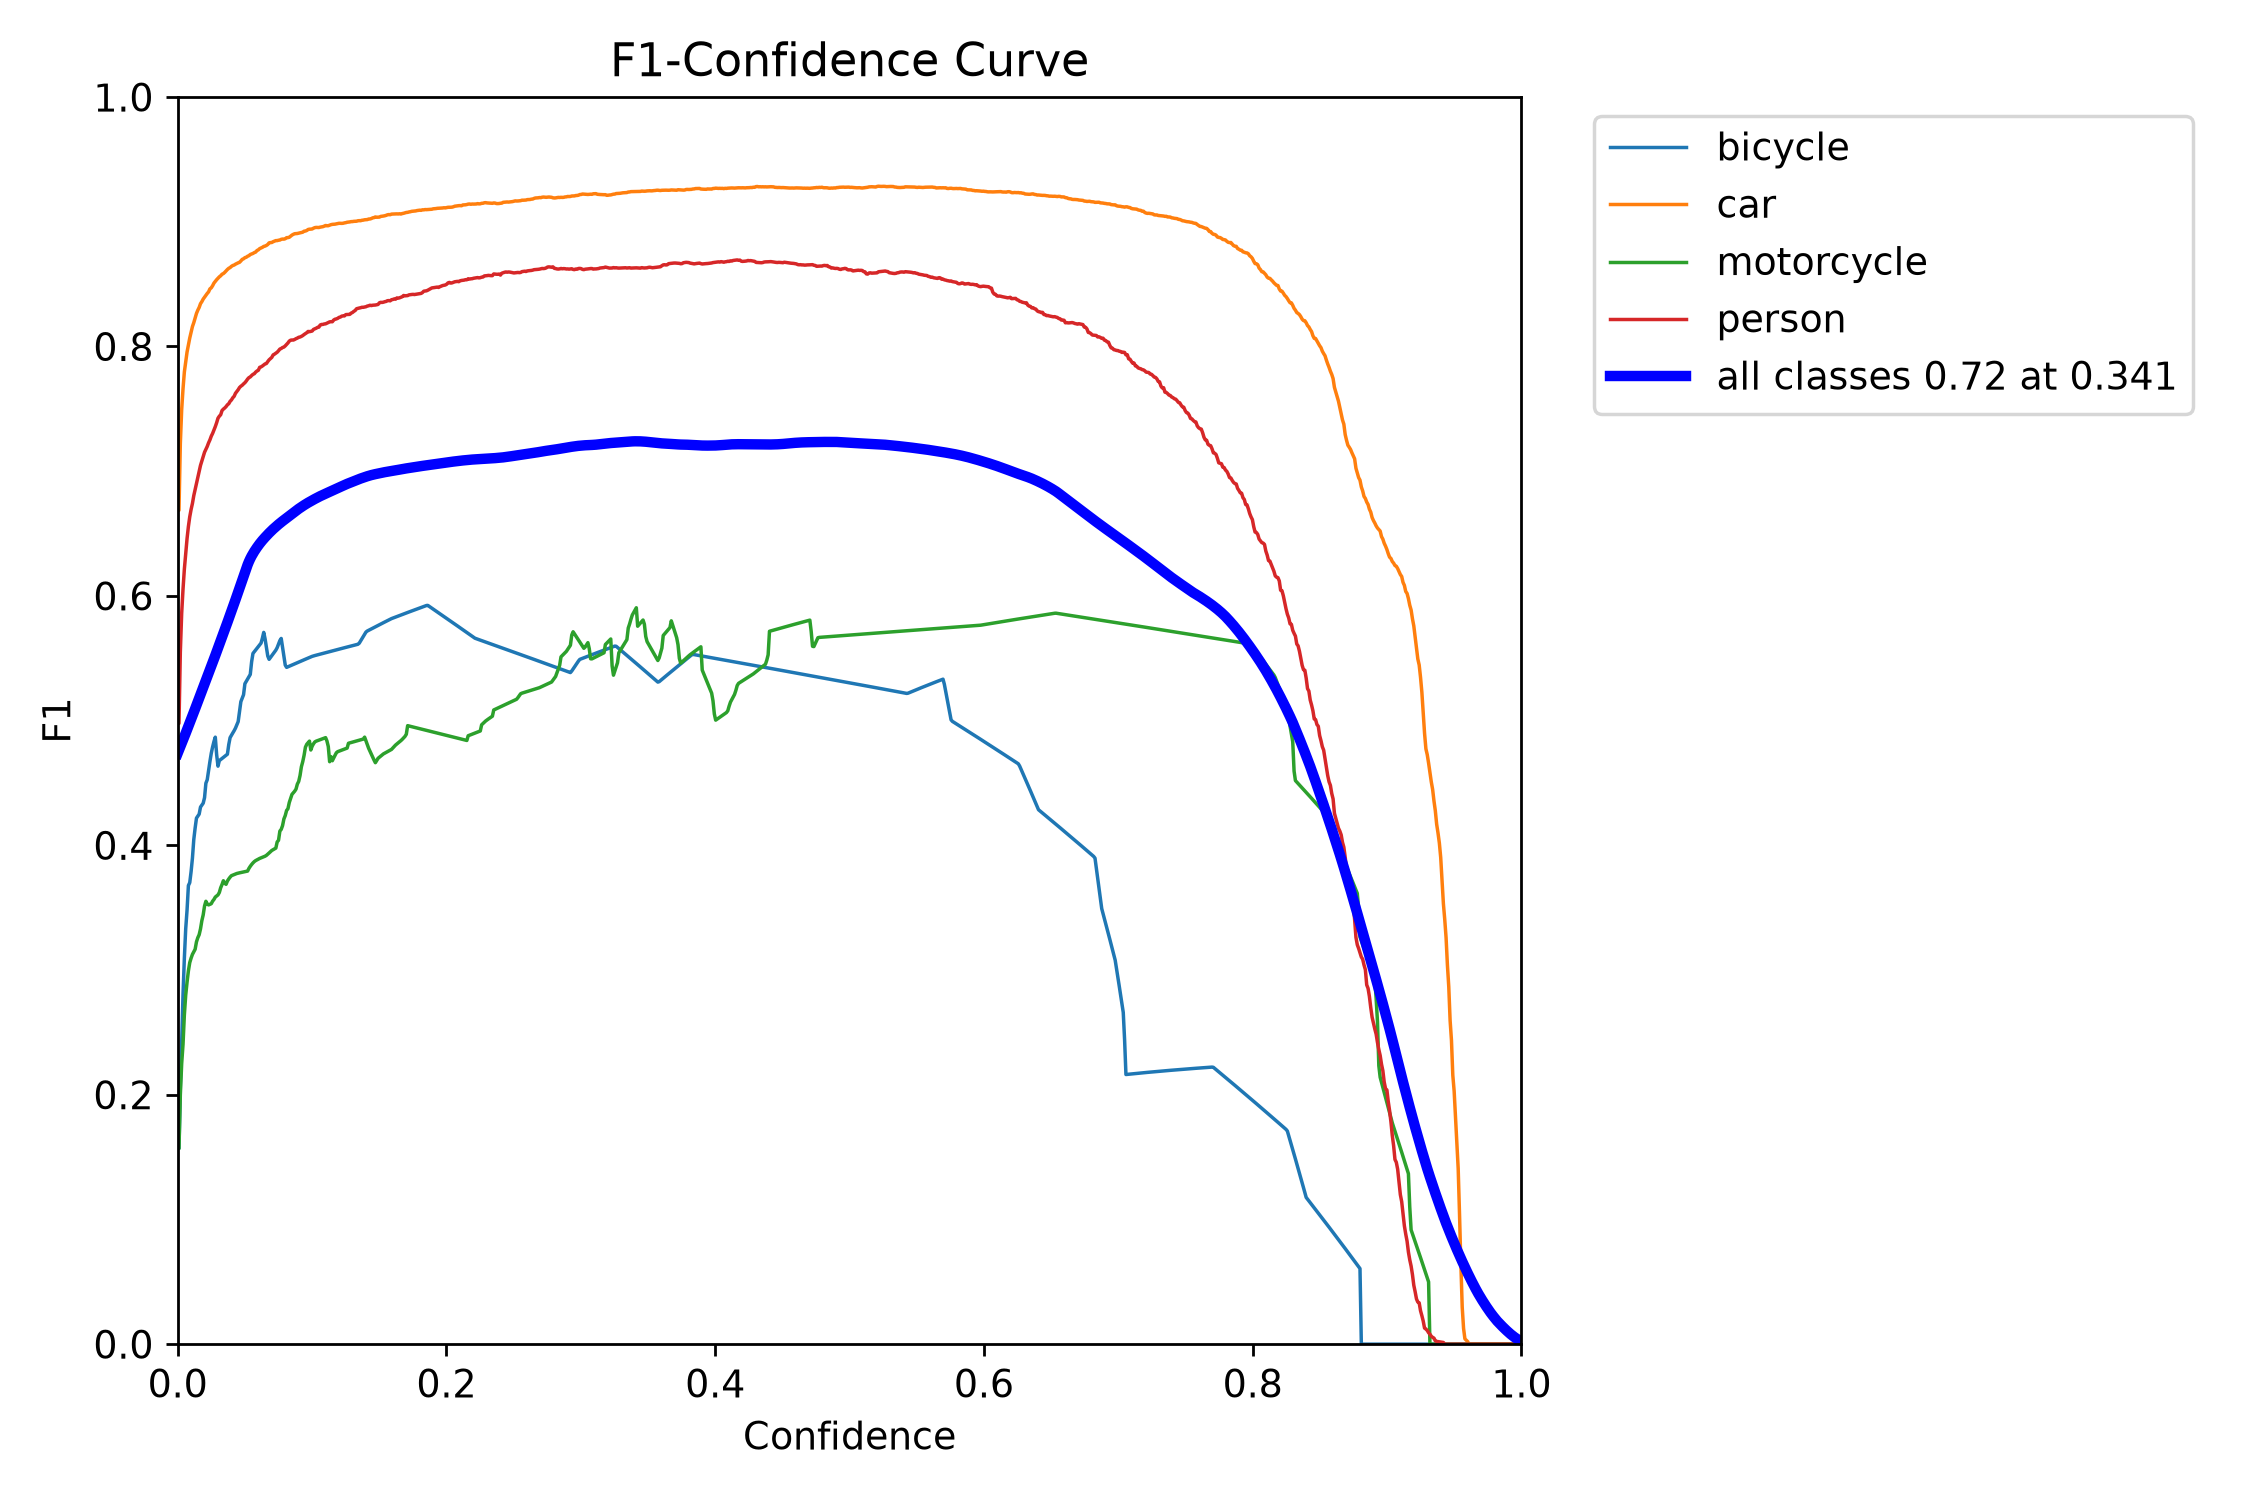 F1-Confidence Curve
1.0
0.8
0.6
0.4
0.2
0.0
F1
0.0 0.2 0.4 0.6 0.8 1.0
Confidence
bicycle
car
motorcycle
person
all classes 0.72 at 0.341